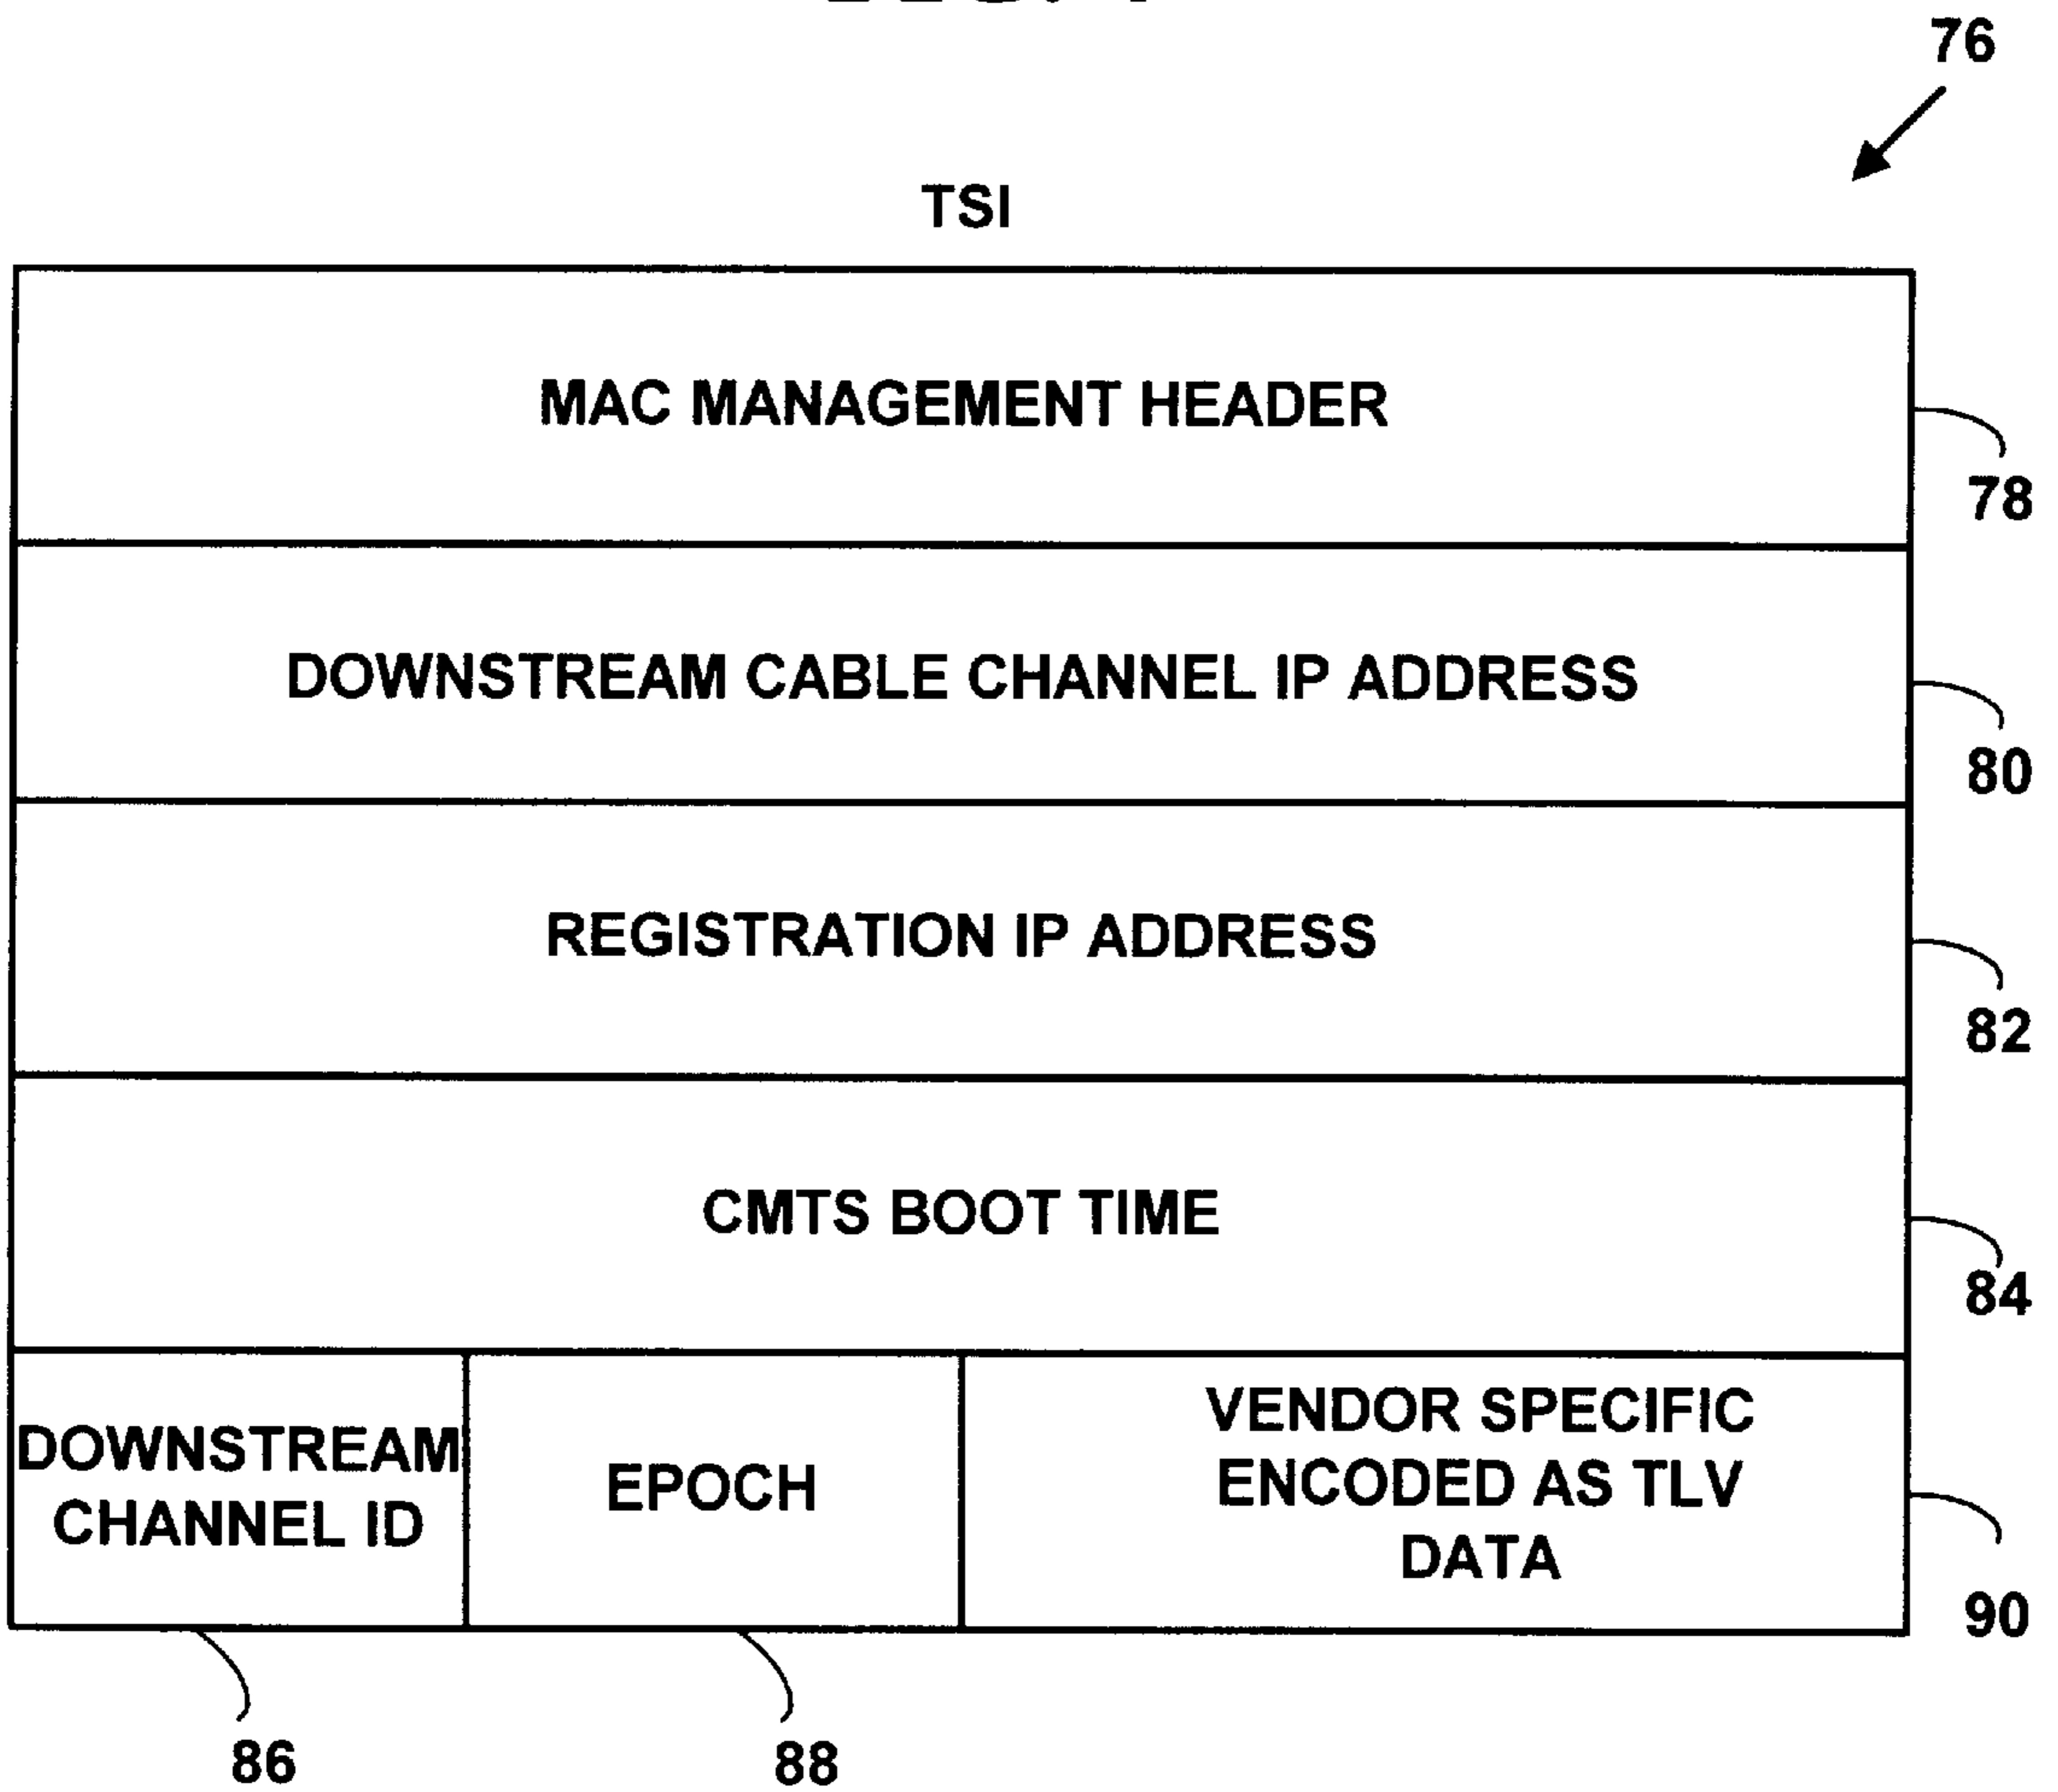 76
TSI
MAC MANAGEMENT HEADER
78
DOWNSTREAM CABLE CHANNEL IP ADDRESS
80
REGISTRATION IP ADDRESS
82
CMTS BOOT TIME
84
DOWNSTREAM
CHANNEL ID
EPOCH
VENDOR SPECIFIC
ENCODED AS TLV
DATA
90
86
88